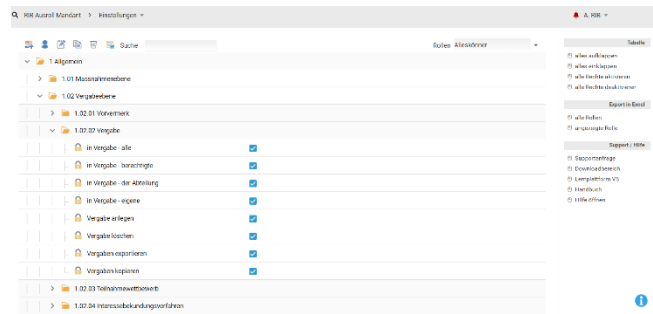 RIB Ausroll Mandant > Einstellungen
A. RIB
Suche
Rollen Alleskönner
1 Allgemein
1.01 Massnahmenebene
1.02 Vergabeebene
1.02.01 Vorvermerk
1.02.02 Vergabe
in Vergabe - alle
in Vergabe - berechtigte
in Vergabe - der Abteilung
in Vergabe - eigene
Vergabe anlegen
Vergabe löschen
Vergaben exportieren
Vergaben kopieren
1.02.03 Teilnahmewettbewerb
1.02.04 Interessebekundungsverfahren
Tabelle
alles aufklappen
alles einklappen
alle Rechte aktivieren
alle Rechte deaktivieren
Export in Excel
alle Rollen
angezeigte Rolle
Support / Hilfe
Supportanfrage
Downloadbereich
Lernplattform VS
Handbuch
Hilfe öffnen